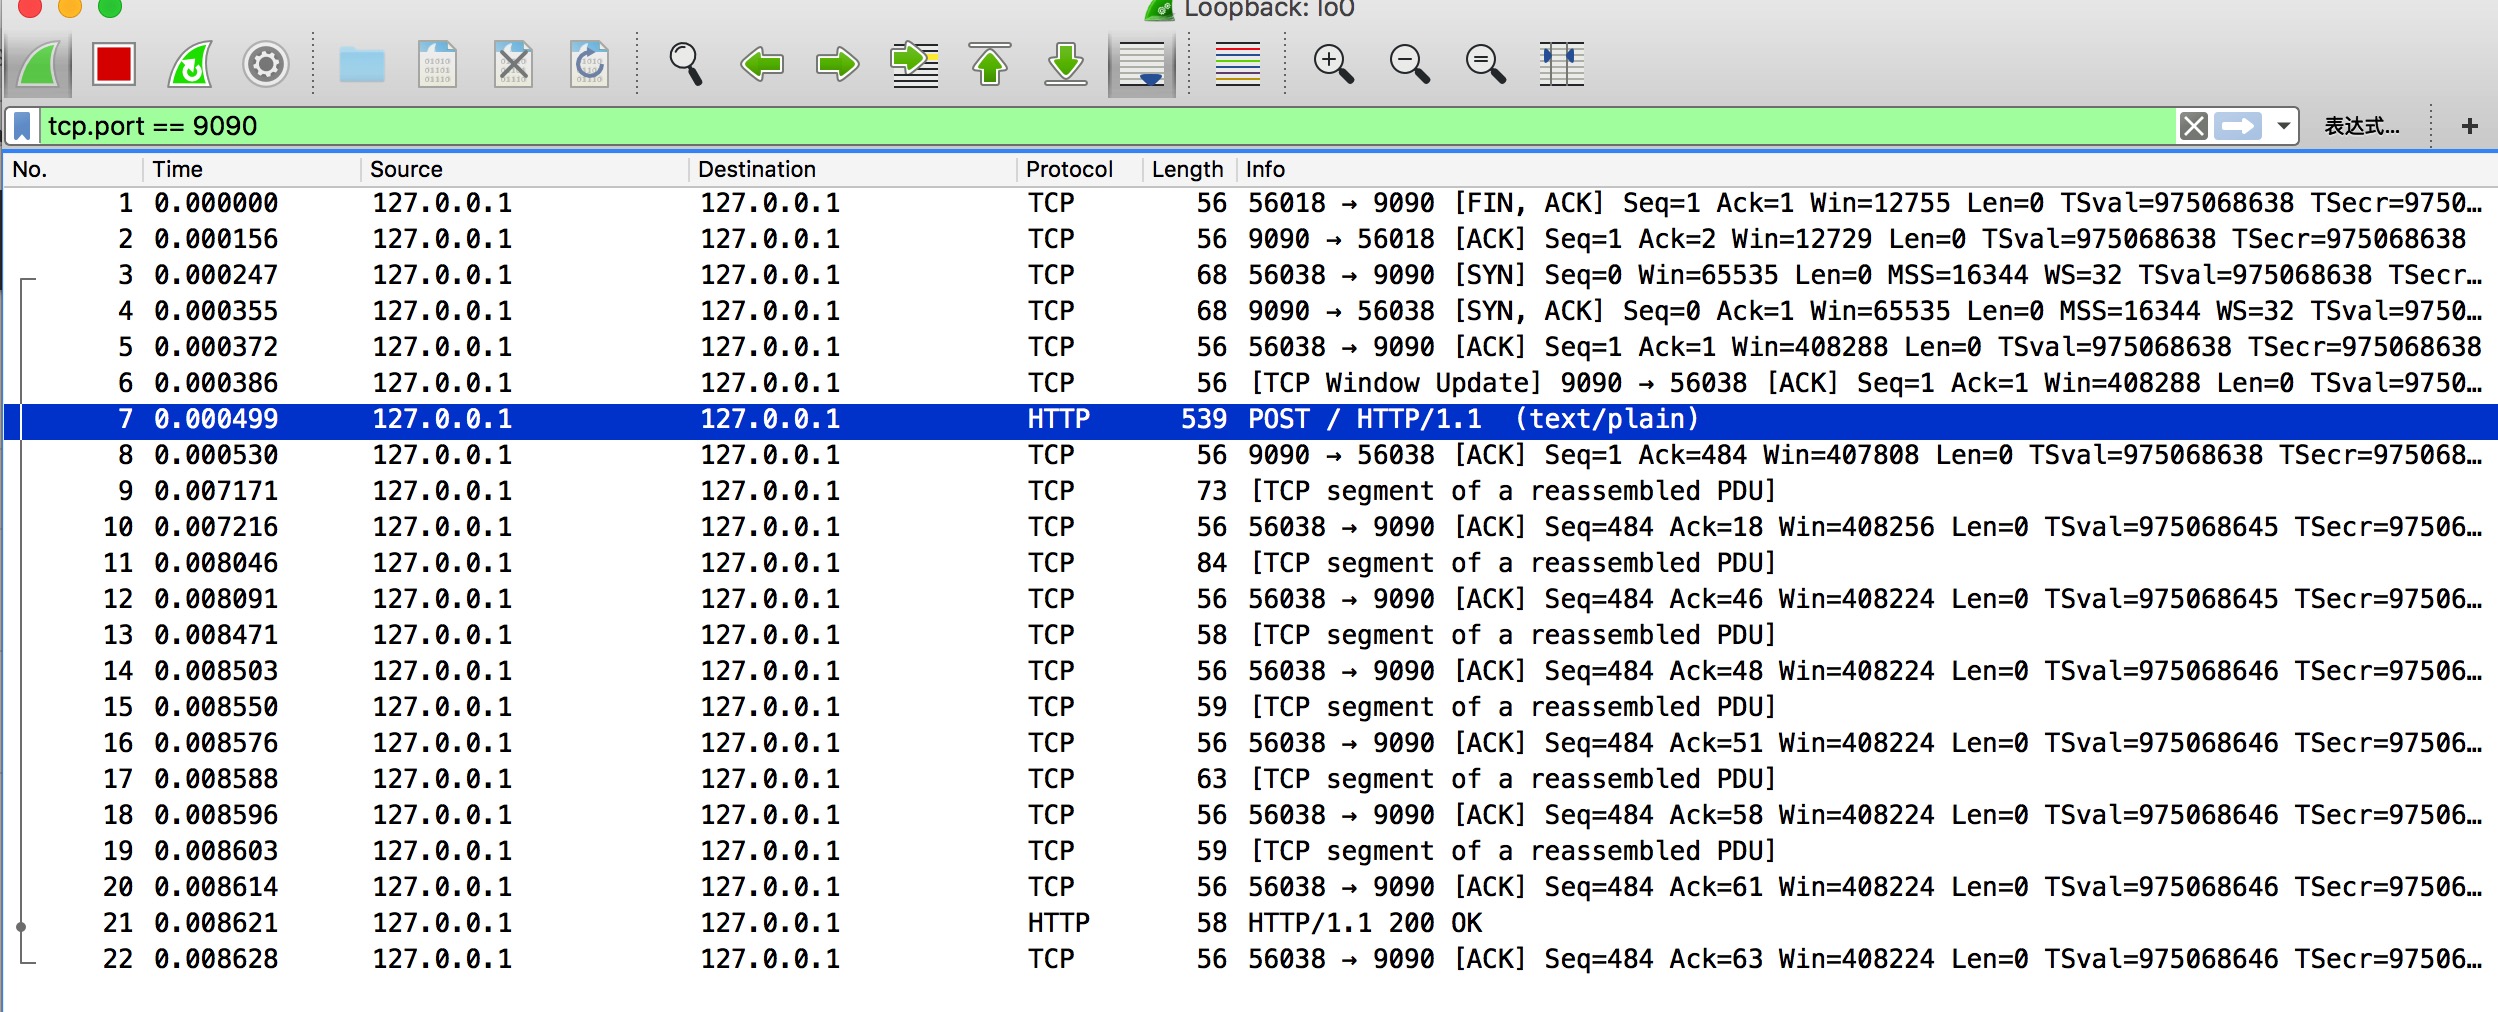 Loopback: lo0
tcp.port == 9090 表达式… +
No. Time Source Destination Protocol Length Info
1 0.000000 127.0.0.1 127.0.0.1 TCP 56 56018 → 9090 [FIN, ACK] Seq=1 Ack=1 Win=12755 Len=0 TSval=975068638 TSecr=9750…
2 0.000156 127.0.0.1 127.0.0.1 TCP 56 9090 → 56018 [ACK] Seq=1 Ack=2 Win=12729 Len=0 TSval=975068638 TSecr=975068638
3 0.000247 127.0.0.1 127.0.0.1 TCP 68 56038 → 9090 [SYN] Seq=0 Win=65535 Len=0 MSS=16344 WS=32 TSval=975068638 TSecr…
4 0.000355 127.0.0.1 127.0.0.1 TCP 68 9090 → 56038 [SYN, ACK] Seq=0 Ack=1 Win=65535 Len=0 MSS=16344 WS=32 TSval=9750…
5 0.000372 127.0.0.1 127.0.0.1 TCP 56 56038 → 9090 [ACK] Seq=1 Ack=1 Win=408288 Len=0 TSval=975068638 TSecr=975068638
6 0.000386 127.0.0.1 127.0.0.1 TCP 56 [TCP Window Update] 9090 → 56038 [ACK] Seq=1 Ack=1 Win=408288 Len=0 TSval=9750…
7 0.000499 127.0.0.1 127.0.0.1 HTTP 539 POST / HTTP/1.1 (text/plain)
8 0.000530 127.0.0.1 127.0.0.1 TCP 56 9090 → 56038 [ACK] Seq=1 Ack=484 Win=407808 Len=0 TSval=975068638 TSecr=975068…
9 0.007171 127.0.0.1 127.0.0.1 TCP 73 [TCP segment of a reassembled PDU]
10 0.007216 127.0.0.1 127.0.0.1 TCP 56 56038 → 9090 [ACK] Seq=484 Ack=18 Win=408256 Len=0 TSval=975068645 TSecr=97506…
11 0.008046 127.0.0.1 127.0.0.1 TCP 84 [TCP segment of a reassembled PDU]
12 0.008091 127.0.0.1 127.0.0.1 TCP 56 56038 → 9090 [ACK] Seq=484 Ack=46 Win=408224 Len=0 TSval=975068645 TSecr=97506…
13 0.008471 127.0.0.1 127.0.0.1 TCP 58 [TCP segment of a reassembled PDU]
14 0.008503 127.0.0.1 127.0.0.1 TCP 56 56038 → 9090 [ACK] Seq=484 Ack=48 Win=408224 Len=0 TSval=975068646 TSecr=97506…
15 0.008550 127.0.0.1 127.0.0.1 TCP 59 [TCP segment of a reassembled PDU]
16 0.008576 127.0.0.1 127.0.0.1 TCP 56 56038 → 9090 [ACK] Seq=484 Ack=51 Win=408224 Len=0 TSval=975068646 TSecr=97506…
17 0.008588 127.0.0.1 127.0.0.1 TCP 63 [TCP segment of a reassembled PDU]
18 0.008596 127.0.0.1 127.0.0.1 TCP 56 56038 → 9090 [ACK] Seq=484 Ack=58 Win=408224 Len=0 TSval=975068646 TSecr=97506…
19 0.008603 127.0.0.1 127.0.0.1 TCP 59 [TCP segment of a reassembled PDU]
20 0.008614 127.0.0.1 127.0.0.1 TCP 56 56038 → 9090 [ACK] Seq=484 Ack=61 Win=408224 Len=0 TSval=975068646 TSecr=97506…
21 0.008621 127.0.0.1 127.0.0.1 HTTP 58 HTTP/1.1 200 OK
22 0.008628 127.0.0.1 127.0.0.1 TCP 56 56038 → 9090 [ACK] Seq=484 Ack=63 Win=408224 Len=0 TSval=975068646 TSecr=97506…